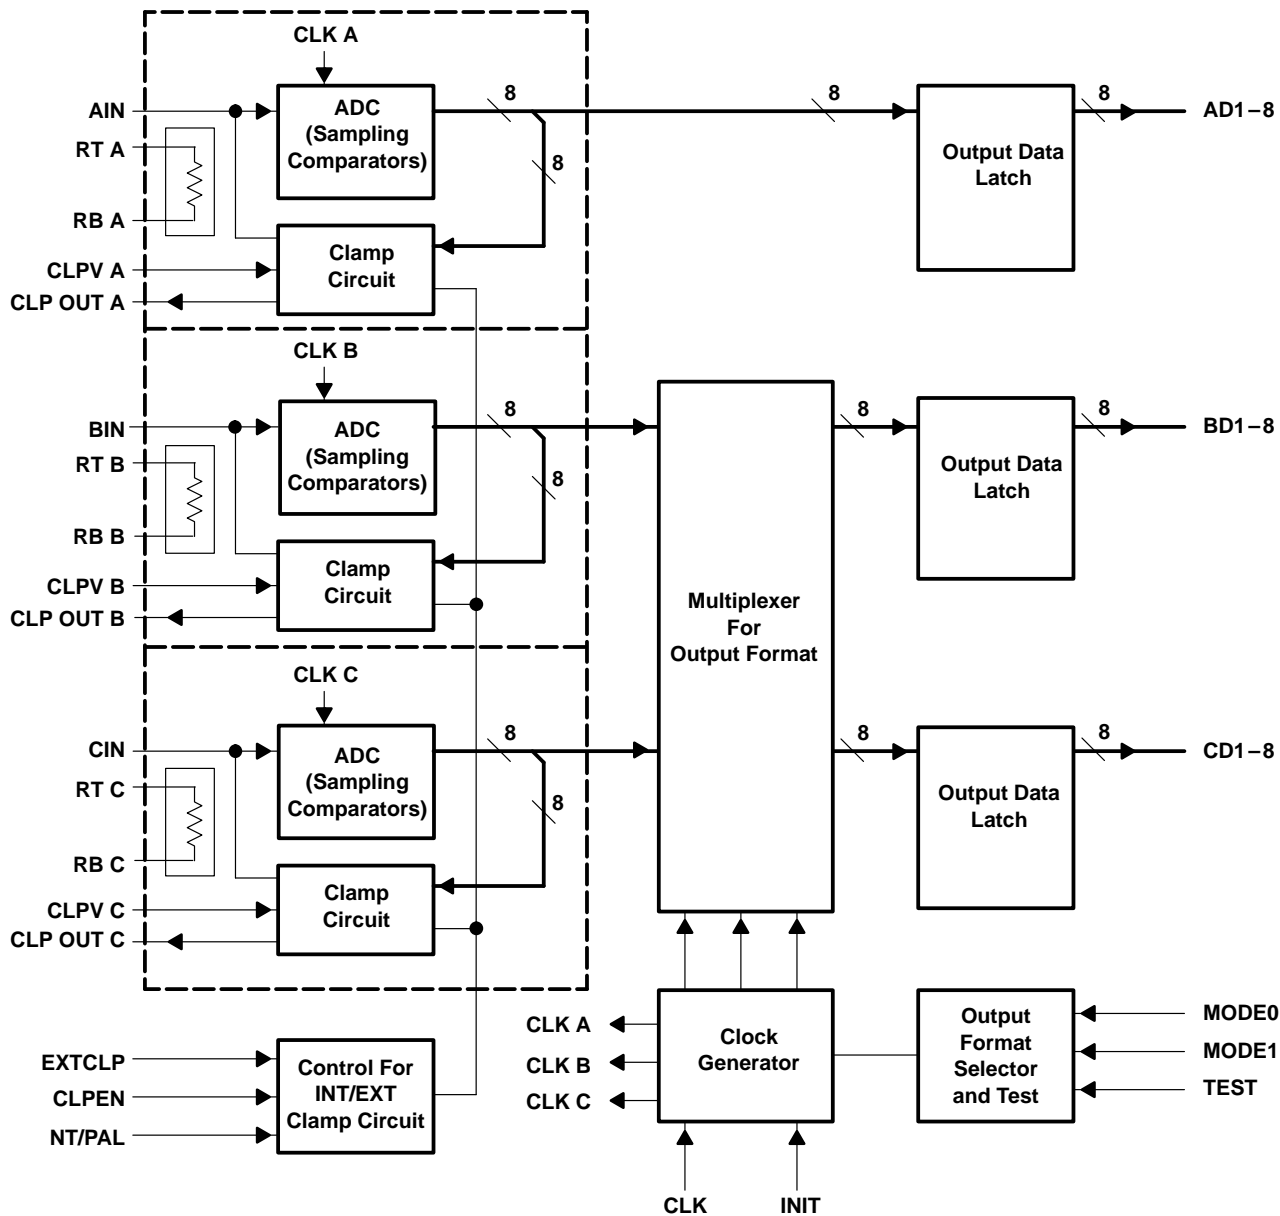 CLK A
AIN
ADC
(Sampling
Comparators)
8
8
8
8
AD1–8
RT A
RB A
Output Data
Latch
Clamp
Circuit
CLPV A
CLP OUT A
CLK B
BIN
ADC
(Sampling
Comparators)
8
8
8
8
BD1–8
RT B
RB B
Output Data
Latch
Clamp
Circuit
CLPV B
CLP OUT B
Multiplexer
For
Output Format
CLK C
CIN
ADC
(Sampling
Comparators)
8
8
8
8
CD1–8
RT C
RB C
Output Data
Latch
Clamp
Circuit
CLPV C
CLP OUT C
EXTCLP
CLPEN
NT/PAL
Control For
INT/EXT
Clamp Circuit
CLK A
CLK B
CLK C
Clock
Generator
Output
Format
Selector
and Test
MODE0
MODE1
TEST
CLK
INIT